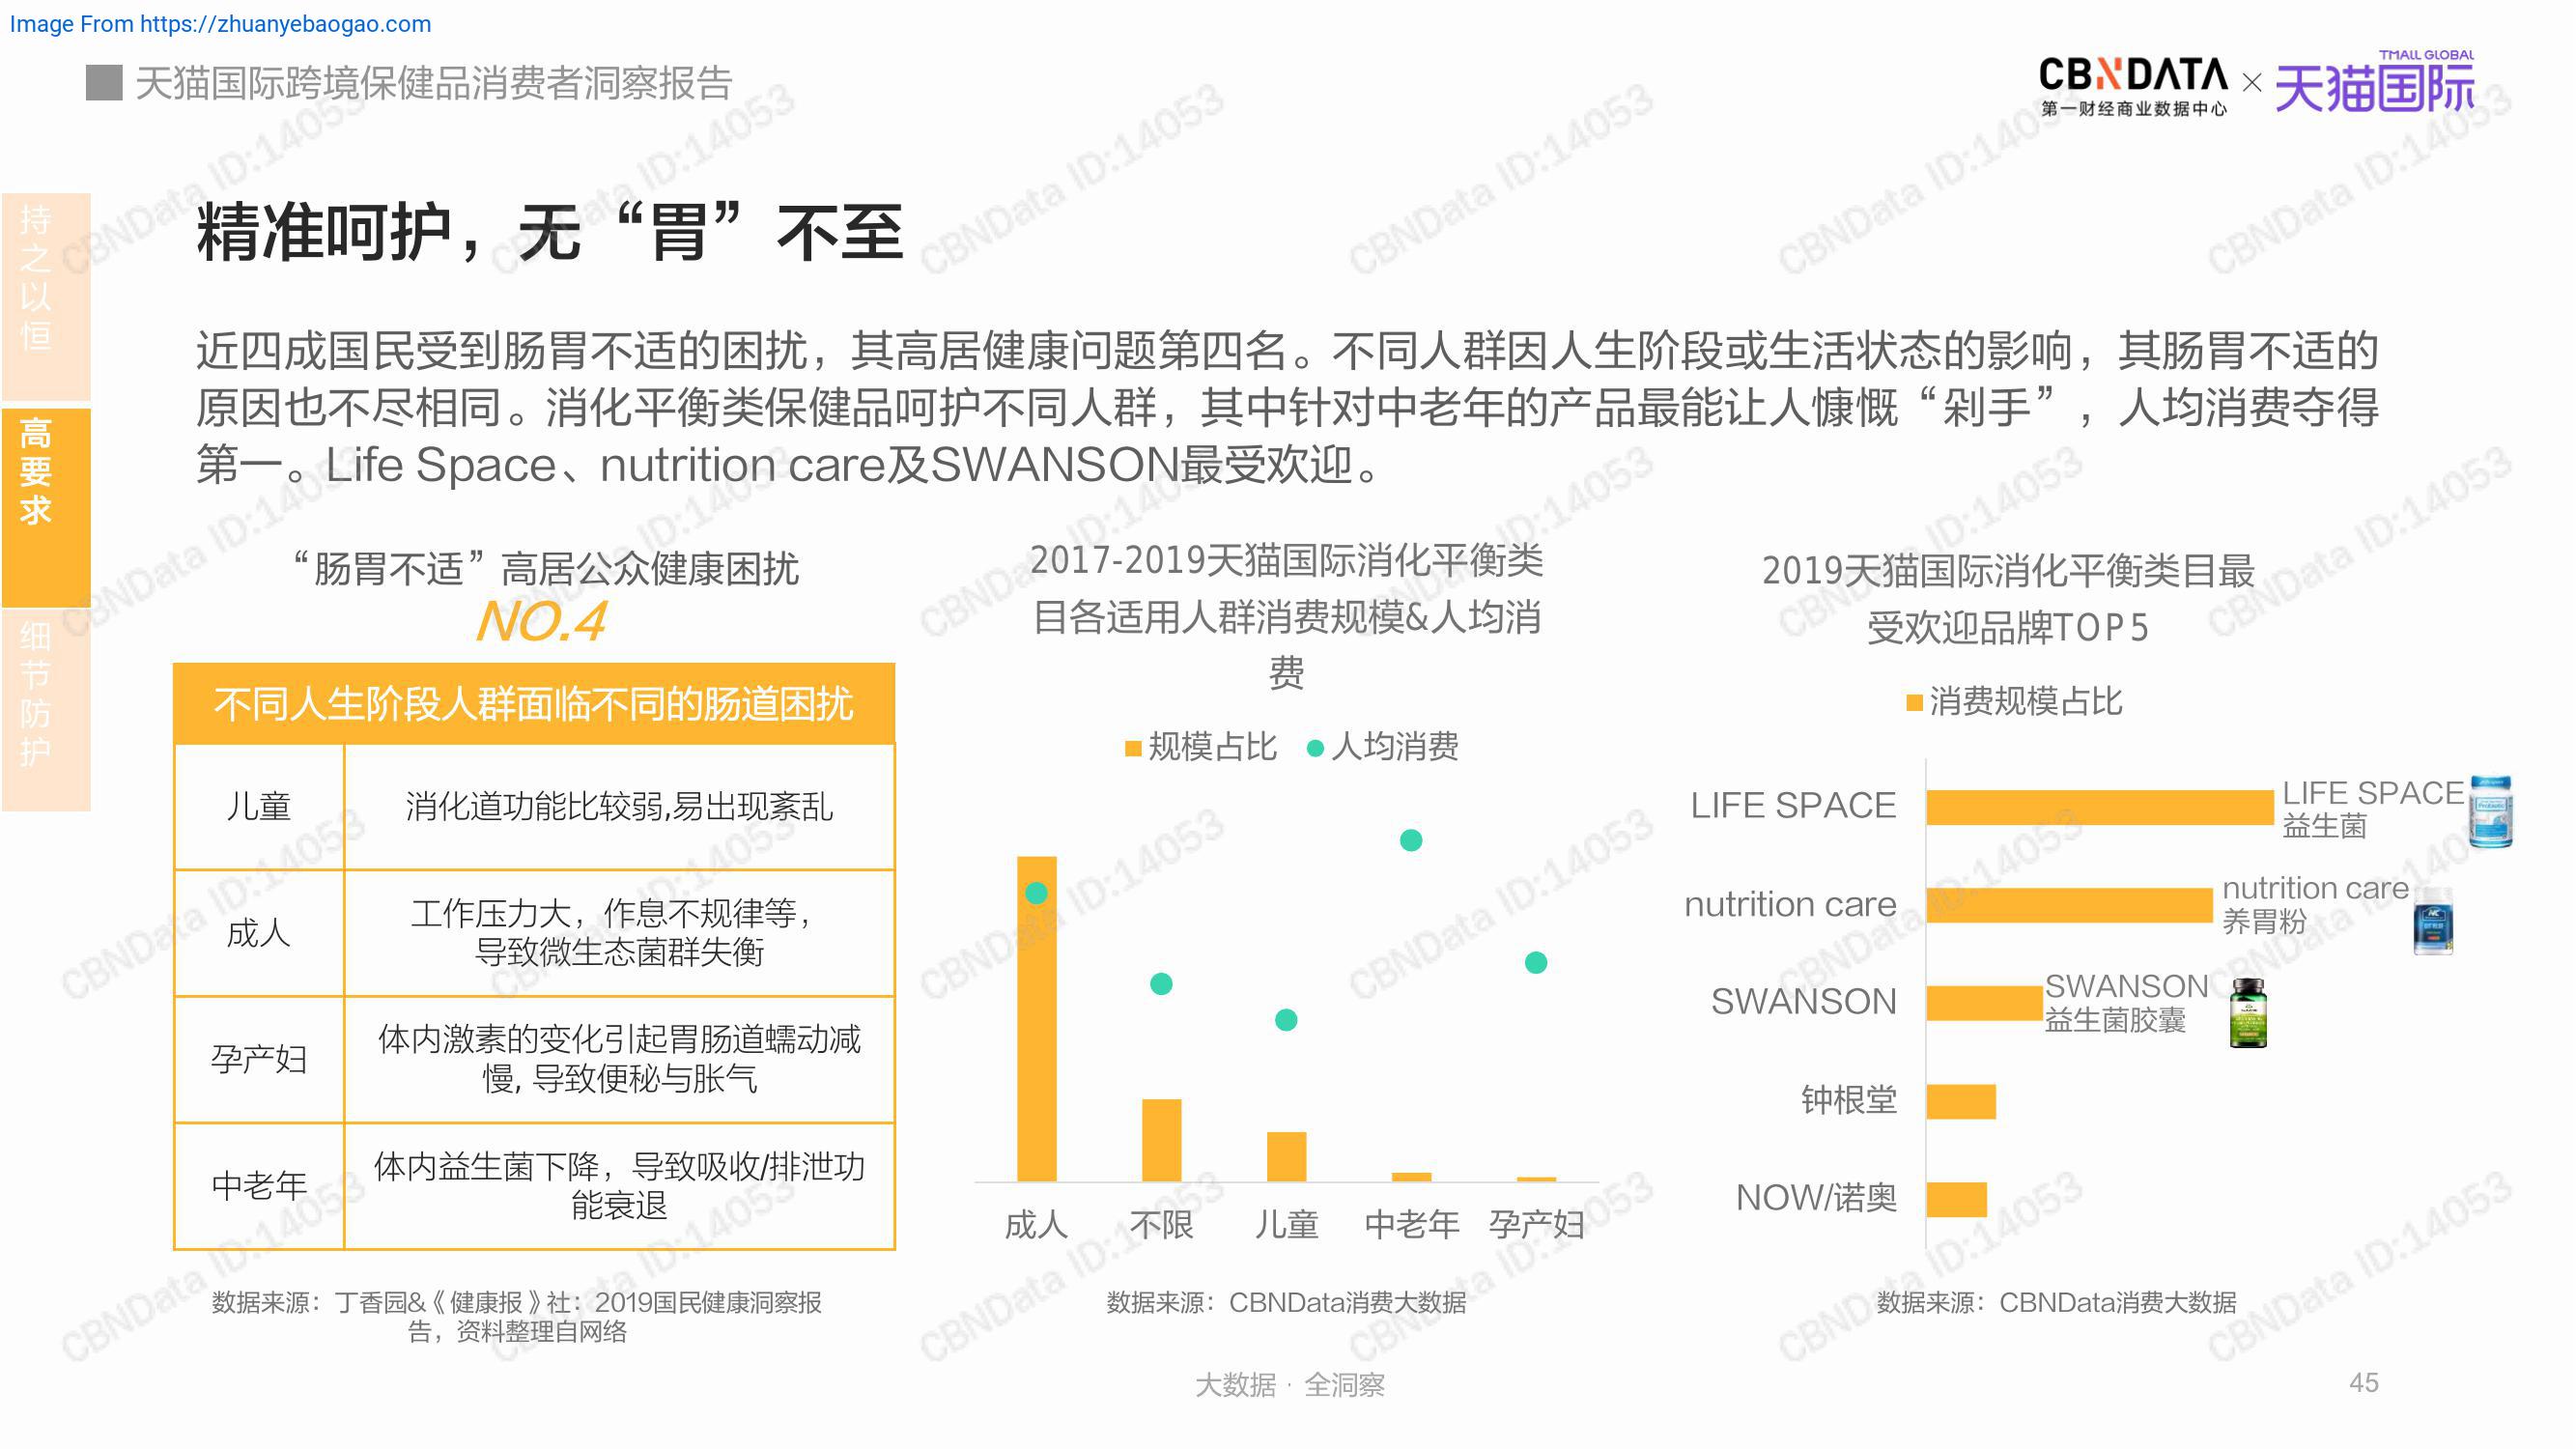 Image From https://zhuanyebaogao.com
天猫国际跨境保健品消费者洞察报告
CBNDATA
第一财经商业数据中心
×
TMALL GLOBAL
天猫国际
持之以恒
高要求
细节防护
精准呵护，无“胃”不至
近四成国民受到肠胃不适的困扰，其高居健康问题第四名。不同人群因人生阶段或生活状态的影响，其肠胃不适的
原因也不尽相同。消化平衡类保健品呵护不同人群，其中针对中老年的产品最能让人慷慨“剁手”，人均消费夺得
第一。Life Space、nutrition care及SWANSON最受欢迎。
“肠胃不适”高居公众健康困扰
NO.4
不同人生阶段人群面临不同的肠道困扰
儿童
消化道功能比较弱,易出现紊乱
成人
工作压力大，作息不规律等，
导致微生态菌群失衡
孕产妇
体内激素的变化引起胃肠道蠕动减
慢, 导致便秘与胀气
中老年
体内益生菌下降，导致吸收/排泄功
能衰退
数据来源：丁香园&《健康报》社：2019国民健康洞察报
告，资料整理自网络
2017-2019天猫国际消化平衡类
目各适用人群消费规模&人均消
费
规模占比 人均消费
成人 不限 儿童 中老年 孕产妇
数据来源：CBNData消费大数据
2019天猫国际消化平衡类目最
受欢迎品牌TOP5
消费规模占比
LIFE SPACE
LIFE SPACE
益生菌
nutrition care
nutrition care
养胃粉
SWANSON
SWANSON
益生菌胶囊
钟根堂
NOW/诺奥
数据来源：CBNData消费大数据
大数据 · 全洞察
45
CBNData ID:14053